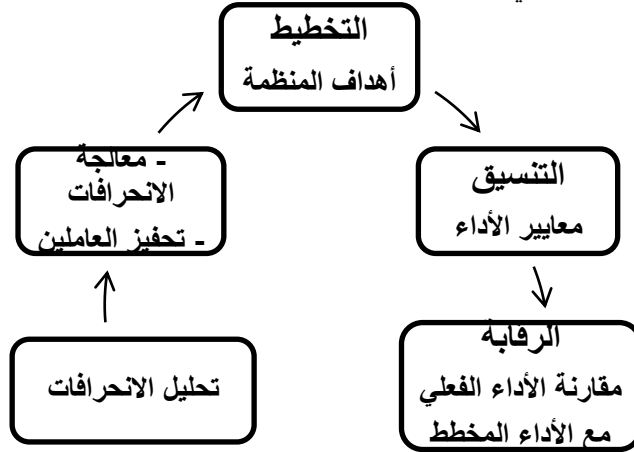 التخطيط
أهداف المنظمة
التنسيق
معايير الأداء
الرقابة
مقارنة الأداء الفعلي
مع الأداء المخطط
تحليل الانحرافات
- معالجة
الانحرافات
- تحفيز العاملين